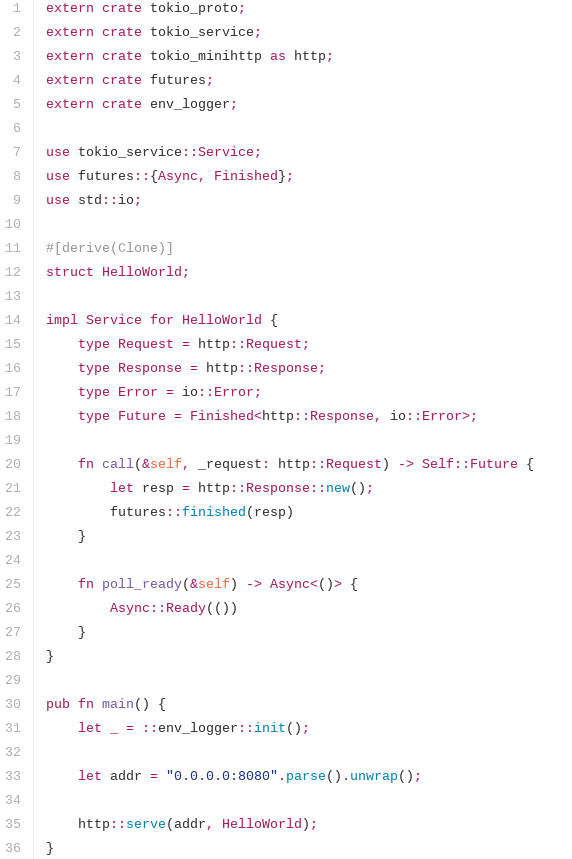 1 extern crate tokio_proto;
2 extern crate tokio_service;
3 extern crate tokio_minihttp as http;
4 extern crate futures;
5 extern crate env_logger;
6
7 use tokio_service::Service;
8 use futures::{Async, Finished};
9 use std::io;
10
11 #[derive(Clone)]
12 struct HelloWorld;
13
14 impl Service for HelloWorld {
15     type Request = http::Request;
16     type Response = http::Response;
17     type Error = io::Error;
18     type Future = Finished<http::Response, io::Error>;
19
20     fn call(&self, _request: http::Request) -> Self::Future {
21         let resp = http::Response::new();
22         futures::finished(resp)
23     }
24
25     fn poll_ready(&self) -> Async<()> {
26         Async::Ready(())
27     }
28 }
29
30 pub fn main() {
31     let _ = ::env_logger::init();
32
33     let addr = "0.0.0.0:8080".parse().unwrap();
34
35     http::serve(addr, HelloWorld);
36 }